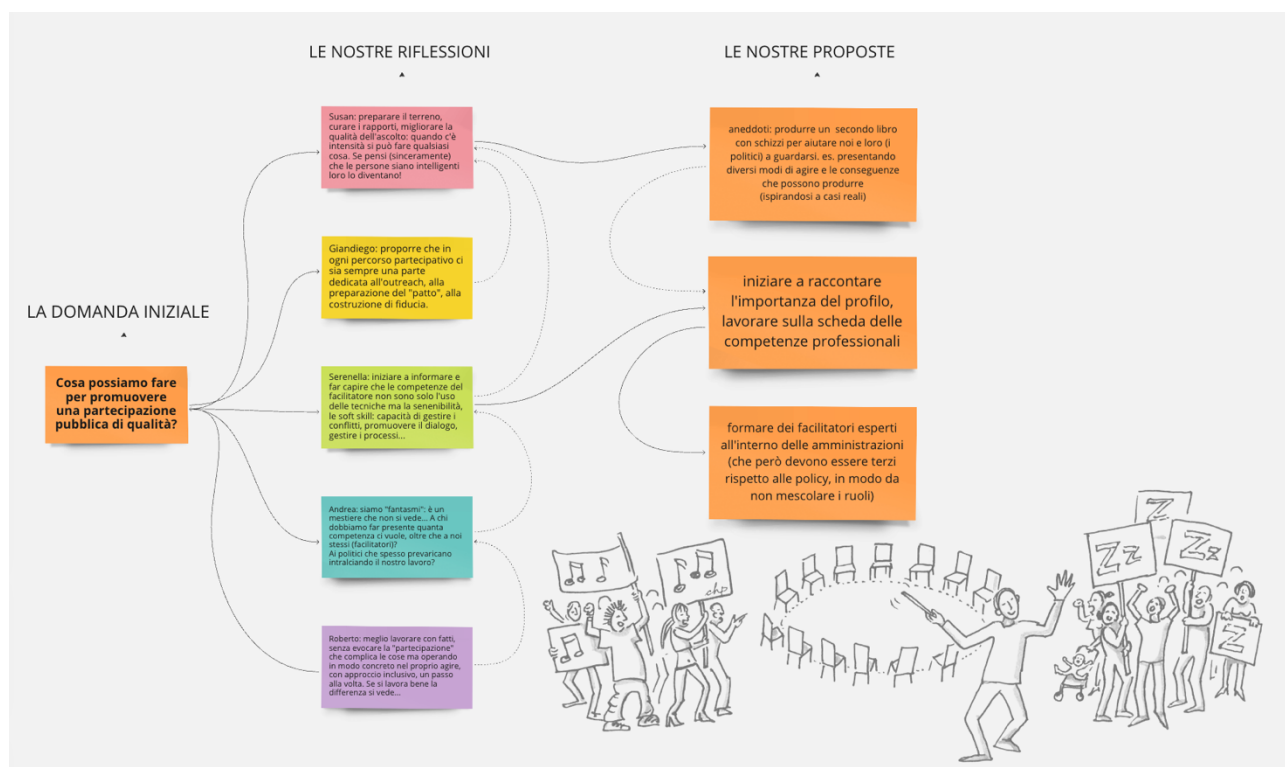 LE NOSTRE RIFLESSIONI
LE NOSTRE PROPOSTE
LA DOMANDA INIZIALE
Cosa possiamo fare
per promuovere
una partecipazione
pubblica di qualità?
Susan: preparare il terreno,
curare i rapporti, migliorare la
qualità dell'ascolto: quando c'è
intensità si può fare qualsiasi
cosa. Se pensi (sinceramente)
che le persone siano intelligenti
loro lo diventano!
Giandiego: proporre che in
ogni percorso partecipativo ci
sia sempre una parte
dedicata all'outreach, alla
preparazione del "patto", alla
costruzione di fiducia.
Serenella: iniziare a informare e
far capire che le competenze del
facilitatore non sono solo l'uso
delle tecniche ma la senenibilità,
le soft skill: capacità di gestire i
conflitti, promuovere il dialogo,
gestire i processi...
Andrea: siamo "fantasmi": è un
mestiere che non si vede... A chi
dobbiamo far presente quanta
competenza ci vuole, oltre che a noi
stessi (facilitatori)?
Ai politici che spesso prevaricano
intralciando il nostro lavoro?
Roberto: meglio lavorare con fatti,
senza evocare la "partecipazione"
che complica le cose ma operando
in modo concreto nel proprio agire,
con approccio inclusivo, un passo
alla volta. Se si lavora bene la
differenza si vede...
aneddoti: produrre un secondo libro
con schizzi per aiutare noi e loro (i
politici) a guardarsi. es. presentando
diversi modi di agire e le conseguenze
che possono produrre
(ispirandosi a casi reali)
iniziare a raccontare
l'importanza del profilo,
lavorare sulla scheda delle
competenze professionali
formare dei facilitatori esperti
all'interno delle amministrazioni
(che però devono essere terzi
rispetto alle policy, in modo da
non mescolare i ruoli)
chp
Z
Zz
Zz
Z